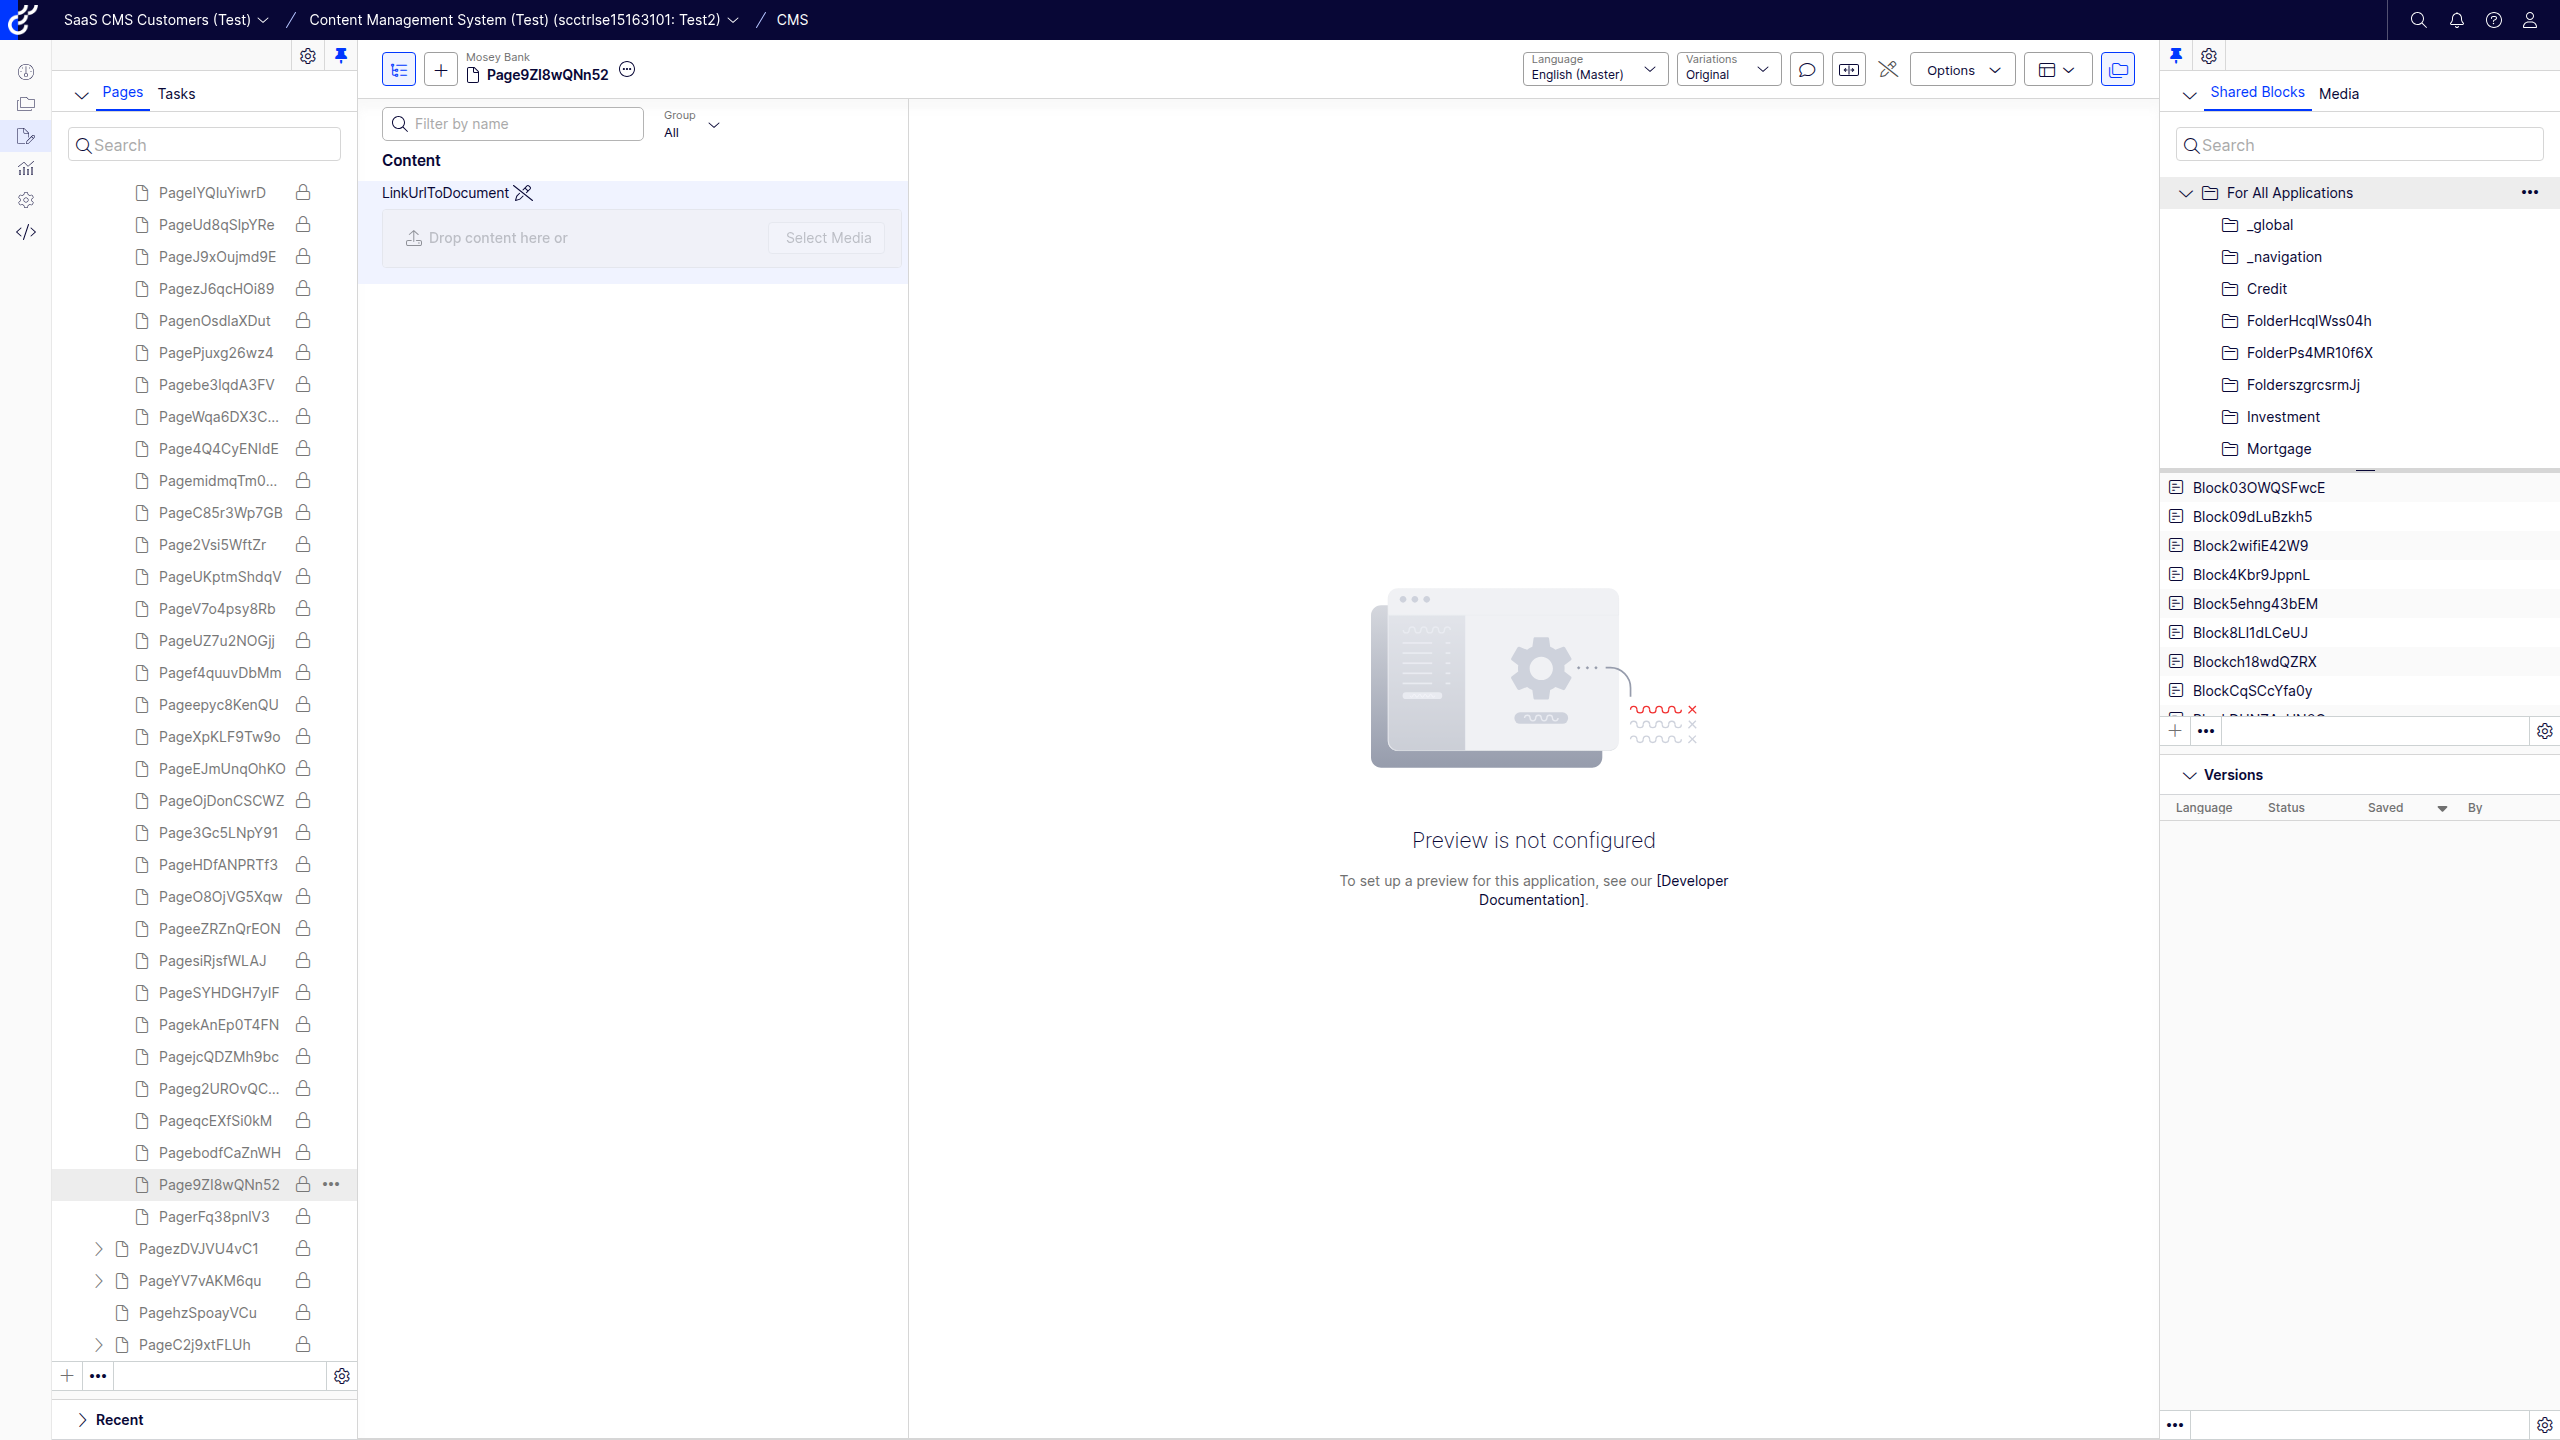 SaaS CMS Customers (Test) / Content Management System (Test) (scctrlse15163101: Test2) / CMS
Pages Tasks
Search
PageIYQluYiwrD
PageUd8qSlpYRe
PageJ9xOujmd9E
PagezJ6qcHOi89
PagenOsdlaXDut
PagePjuxg26wz4
Pagebe3lqdA3FV
PageWqa6DX3C...
Page4Q4CyENIdE
PagemidmqTm0...
PageC85r3Wp7GB
Page2Vsi5WftZr
PageUKptmShdqV
PageV7o4psy8Rb
PageUZ7u2NOGjj
Pagef4quuvDbMm
Pageepyc8KenQU
PageXpKLF9Tw9o
PageEJmUnqOhKO
PageOjDonCSCWZ
Page3Gc5LNpY91
PageHDfANPRTf3
PageO8OjVG5Xqw
PageeZRZnQrEON
PagesiRjsfWLAJ
PageSYHDGH7yIF
PagekAnEp0T4FN
PagejcQDZMh9bc
Pageg2UROvQC...
PageqcEXfSi0kM
PagebodfCaZnWH
Page9Zl8wQNn52
PagerFq38pnlV3
PagezDVJVU4vC1
PageYV7vAKM6qu
PagehzSpoayVCu
PageC2j9xtFLUh
Recent
Mosey Bank
Page9Zl8wQNn52
Language
English (Master)
Variations
Original
Options
Filter by name
Group
All
Content
LinkUrlToDocument
Drop content here or
Select Media
Preview is not configured
To set up a preview for this application, see our [Developer
Documentation].
Shared Blocks Media
Search
For All Applications
_global
_navigation
Credit
FolderHcqlWss04h
FolderPs4MR10f6X
FolderszgrcsrmJj
Investment
Mortgage
Block03OWQSFwcE
Block09dLuBzkh5
Block2wifiE42W9
Block4Kbr9JppnL
Block5ehng43bEM
Block8Ll1dLCeUJ
Blockch18wdQZRX
BlockCqSCcYfa0y
Versions
Language Status Saved By